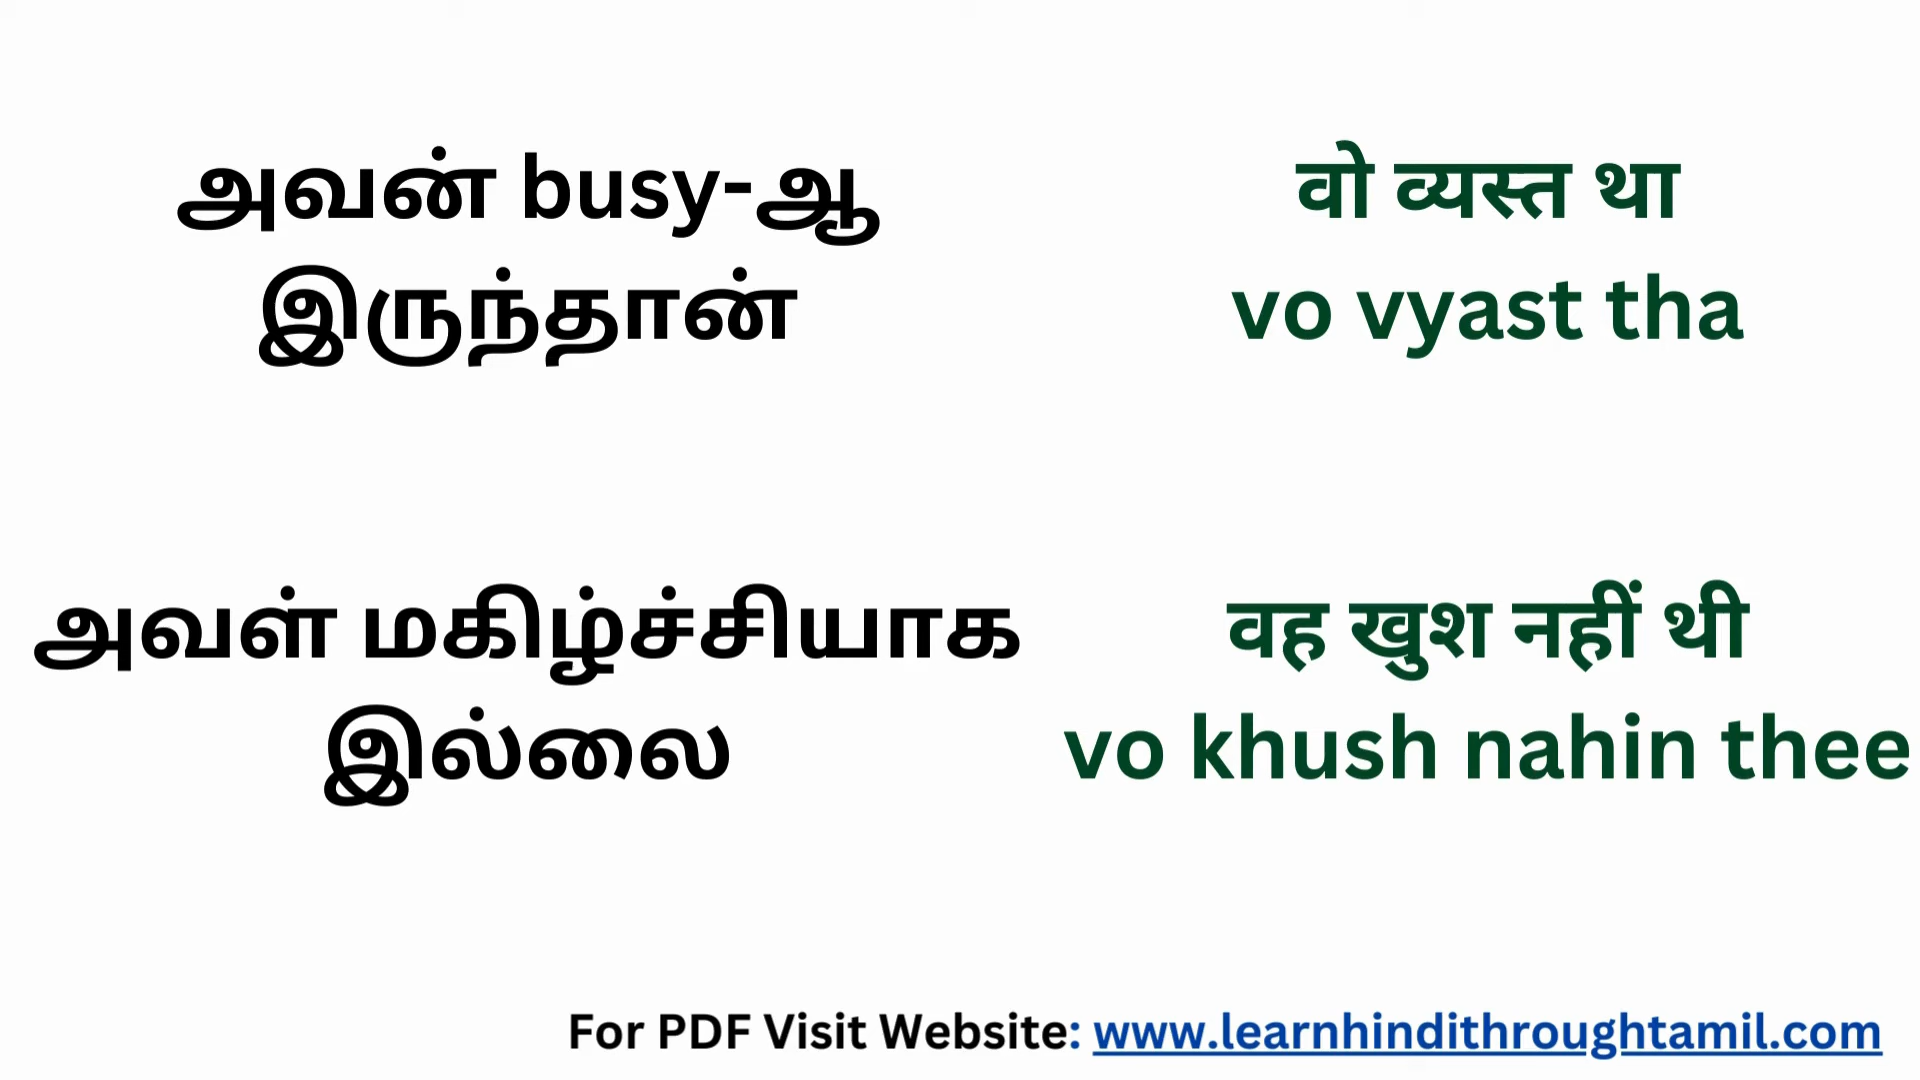 அவன் busy-ஆ
இருந்தான்
वो व्यस्त था
vo vyast tha
அவள் மகிழ்ச்சியாக
இல்லை
वह खुश नहीं थी
vo khush nahin thee
For PDF Visit Website: www.learnhindithroughtamil.com